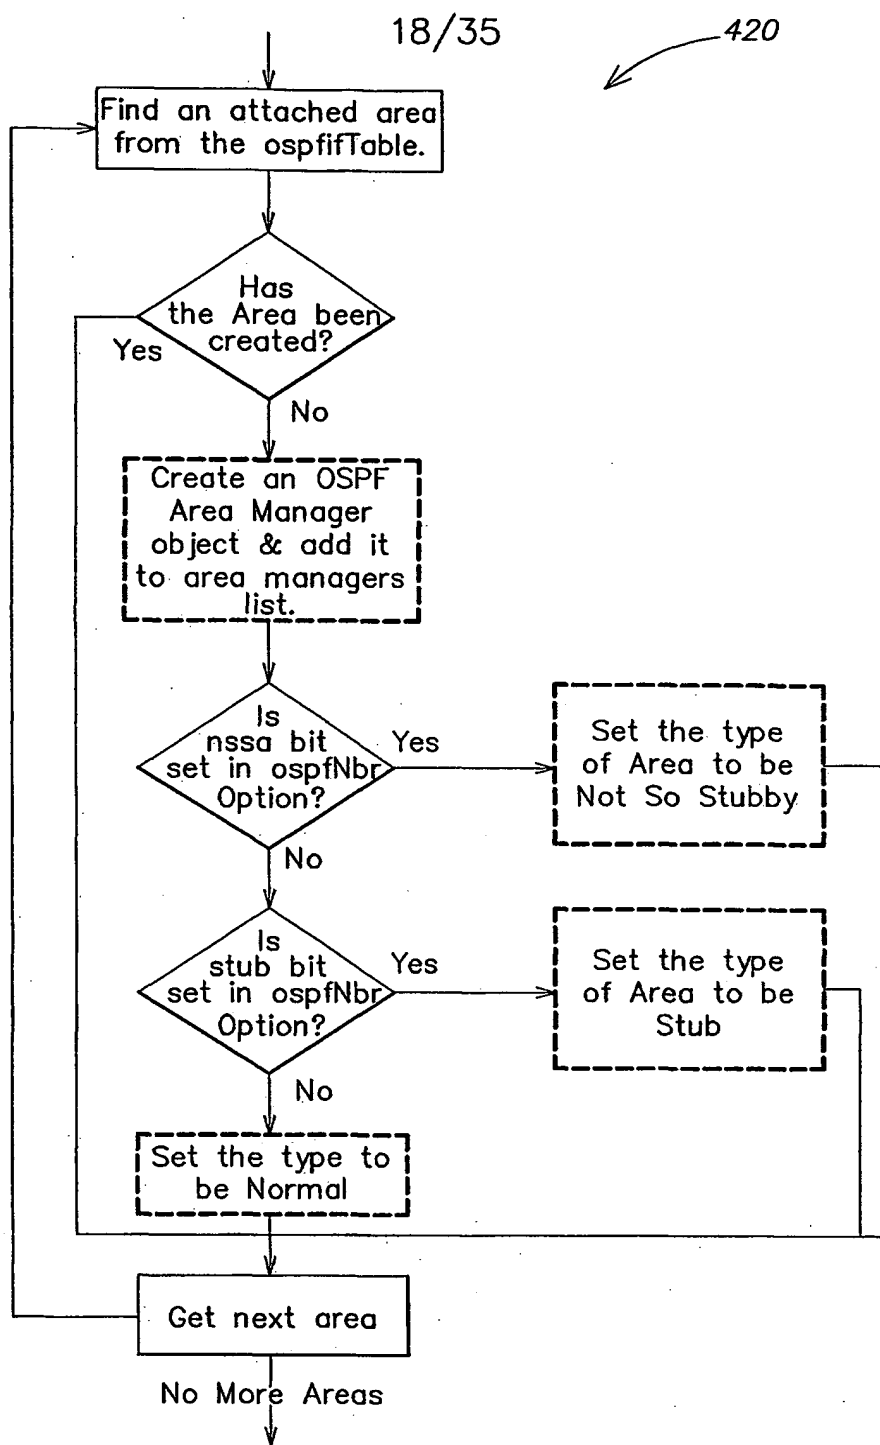 18/35
420
Find an attached area
from the ospfifTable.
Has
the Area been
created?
Yes
No
Create an OSPF
Area Manager
object & add it
to area managers
list.
Is
nssa bit
set in ospfNbr
Option?
Yes
Set the type
of Area to be
Not So Stubby
No
Is
stub bit
set in ospfNbr
Option?
Yes
Set the type
of Area to be
Stub
No
Set the type to
be Normal
Get next area
No More Areas